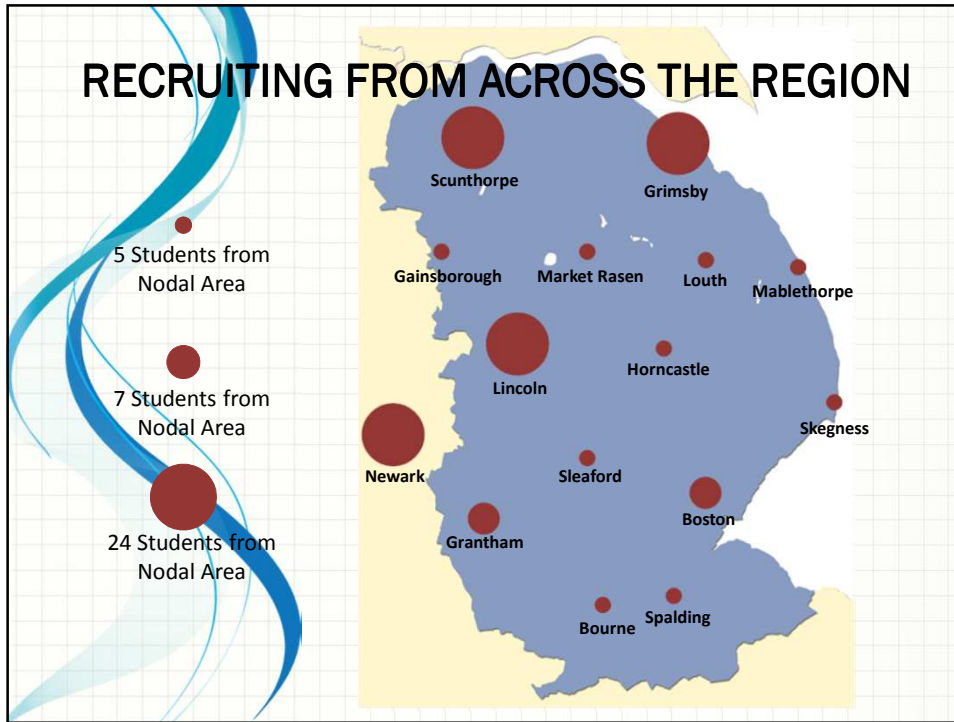 RECRUITING FROM ACROSS THE REGION
5 Students from
Nodal Area
7 Students from
Nodal Area
24 Students from
Nodal Area
Scunthorpe
Grimsby
Gainsborough
Market Rasen
Louth
Mablethorpe
Lincoln
Horncastle
Skegness
Newark
Sleaford
Boston
Grantham
Bourne
Spalding